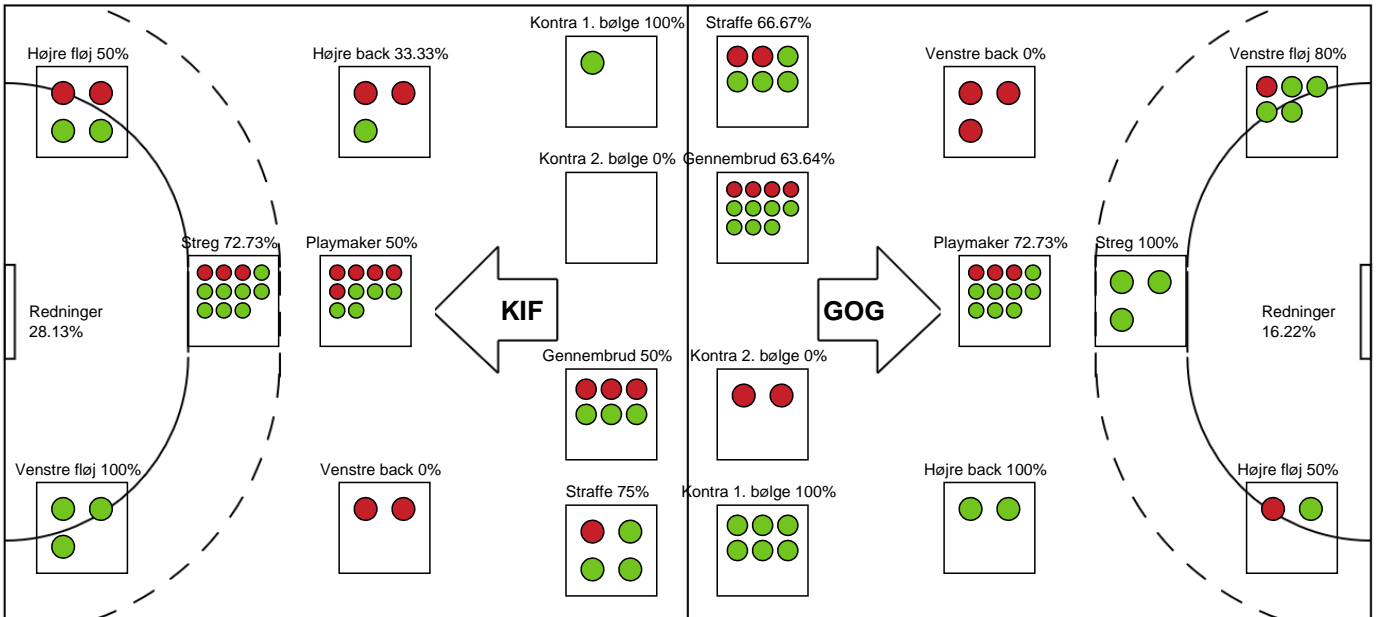 Kontra 1. bølge 100%
Straffe 66.67%
Højre fløj 50%
Højre back 33.33%
Venstre back 0%
Venstre fløj 80%
Kontra 2. bølge 0%
Gennembrud 63.64%
Streg 72.73%
Playmaker 50%
Playmaker 72.73%
Streg 100%
KIF
GOG
Redninger
28.13%
Redninger
16.22%
Gennembrud 50%
Kontra 2. bølge 0%
Venstre fløj 100%
Venstre back 0%
Højre back 100%
Højre fløj 50%
Straffe 75%
Kontra 1. bølge 100%